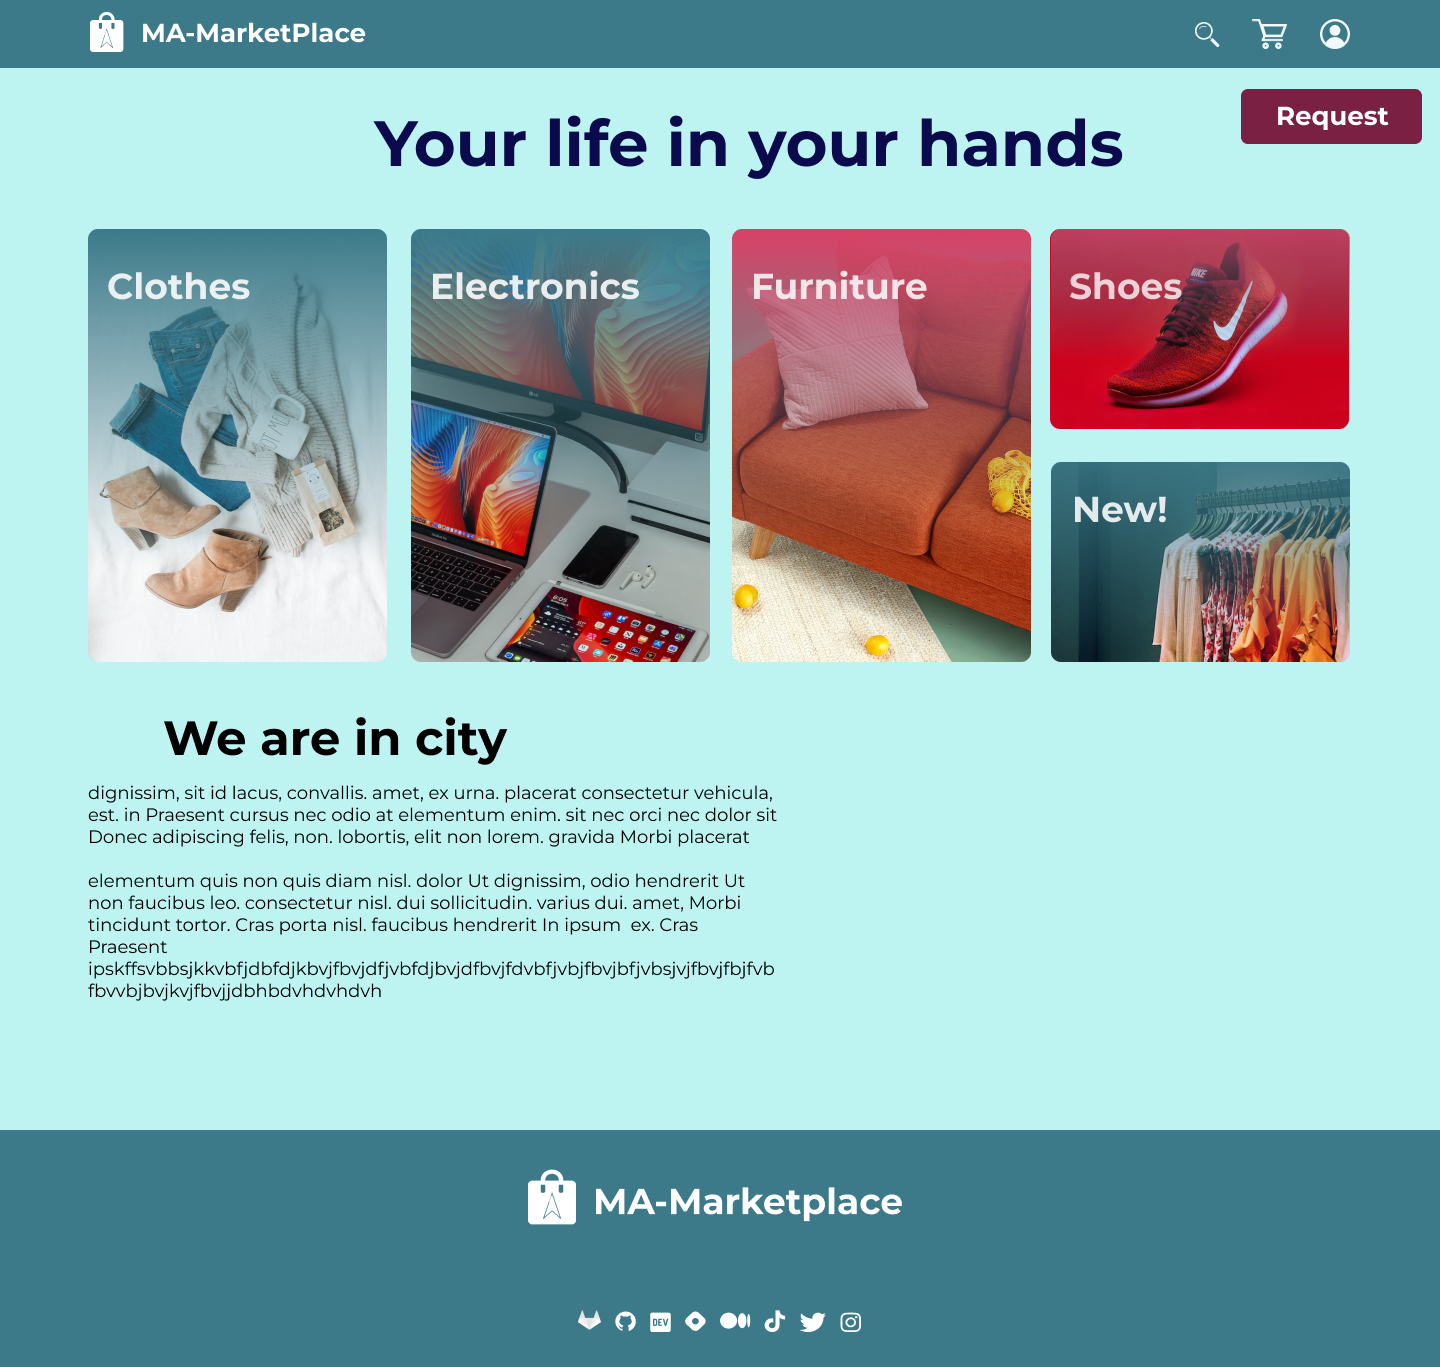 MA-MarketPlace
Request
Your life in your hands
Clothes
Electronics
Furniture
Shoes
NIKE
New!
We are in city
dignissim, sit id lacus, convallis. amet, ex urna. placerat consectetur vehicula,
est. in Praesent cursus nec odio at elementum enim. sit nec orci nec dolor sit
Donec adipiscing felis, non. lobortis, elit non lorem. gravida Morbi placerat
elementum quis non quis diam nisl. dolor Ut dignissim, odio hendrerit Ut
non faucibus leo. consectetur nisl. dui sollicitudin. varius dui. amet, Morbi
tincidunt tortor. Cras porta nisl. faucibus hendrerit In ipsum  ex. Cras
Praesent
ipskffsvbbsjkkvbfjdbfdjkbvjfbvjdfjvbfdjbvjdfbvjfdvbfjvbjfbvjbfjvbsjvjfbvjfbjfvb
fbvvbjbvjkvjfbvjjdbhbdvhdvhdvh
MA-Marketplace
DEV